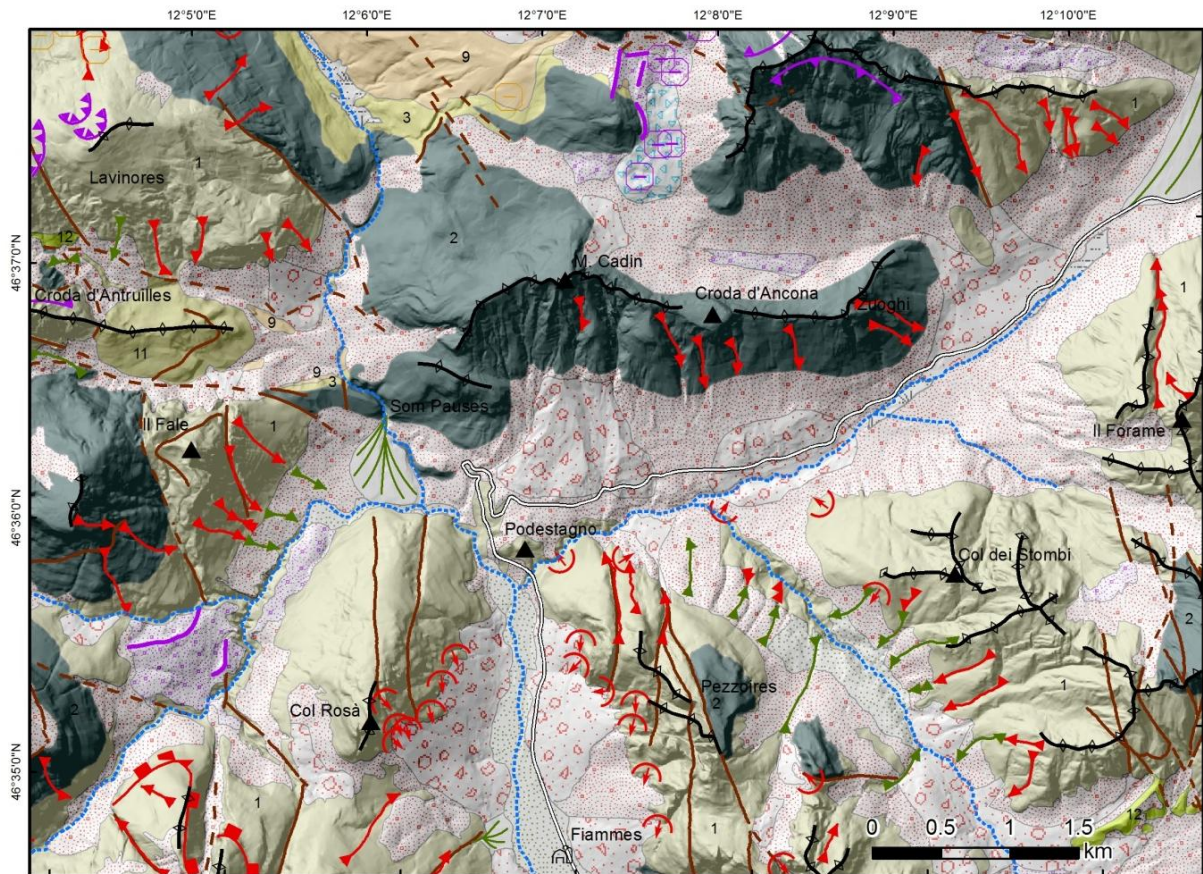 12°5'0"E 12°6'0"E 12°7'0"E 12°8'0"E 12°9'0"E 12°10'0"E
9
3
1
1
Lavinores
2
12
46°37'0"N
M. Cadin
Croda d'Antruilles
Croda d'Ancona
Zuoghi
1
9
11
9
3
Som Pauses
Il Fale
1
Il Forame
46°36'0"N
Podestagno
Col dei Stombi
2
2
Pezzoires
2
1
Col Rosà
46°35'0"N
1
1
12
Fiammes
0 0.5 1 1.5
km